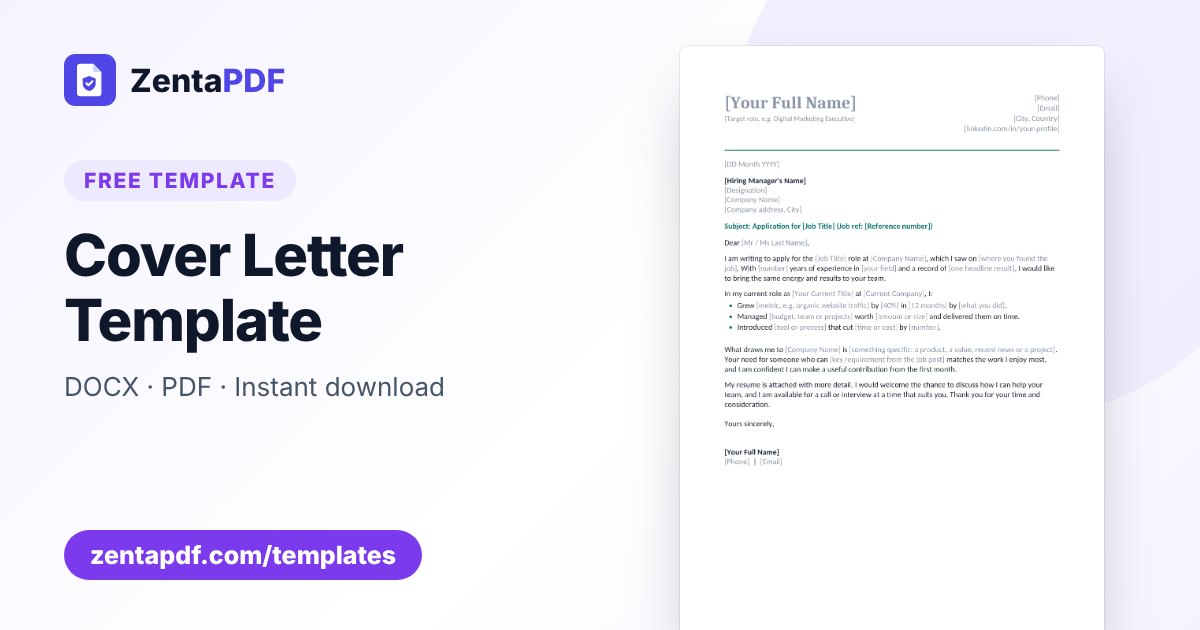 ZentaPDF
FREE TEMPLATE
Cover Letter
Template
DOCX · PDF · Instant download
zentapdf.com/templates
[Your Full Name]
[Target role, e.g. Digital Marketing Executive]
[Phone]
[Email]
[City, Country]
[linkedin.com/in/your-profile]
[DD Month YYYY]
[Hiring Manager's Name]
[Designation]
[Company Name]
[Company address, City]
Subject: Application for [Job Title] (Job ref: [Reference number])
Dear [Mr / Ms Last Name],
I am writing to apply for the [Job Title] role at [Company Name], which I saw on [where you found the
job]. With [number] years of experience in [your field] and a record of [one headline result], I would like
to bring the same energy and results to your team.
In my current role as [Your Current Title] at [Current Company], I:
• Grew [metric, e.g. organic website traffic] by [40%] in [12 months] by [what you did].
• Managed [budget, team or projects] worth [amount or size] and delivered them on time.
• Introduced [tool or process] that cut [time or cost] by [number].
What draws me to [Company Name] is [something specific: a product, a value, recent news or a project].
Your need for someone who can [key requirement from the job post] matches the work I enjoy most,
and I am confident I can make a useful contribution from the first month.
My resume is attached with more detail. I would welcome the chance to discuss how I can help your
team, and I am available for a call or interview at a time that suits you. Thank you for your time and
consideration.
Yours sincerely,
[Your Full Name]
[Phone] | [Email]